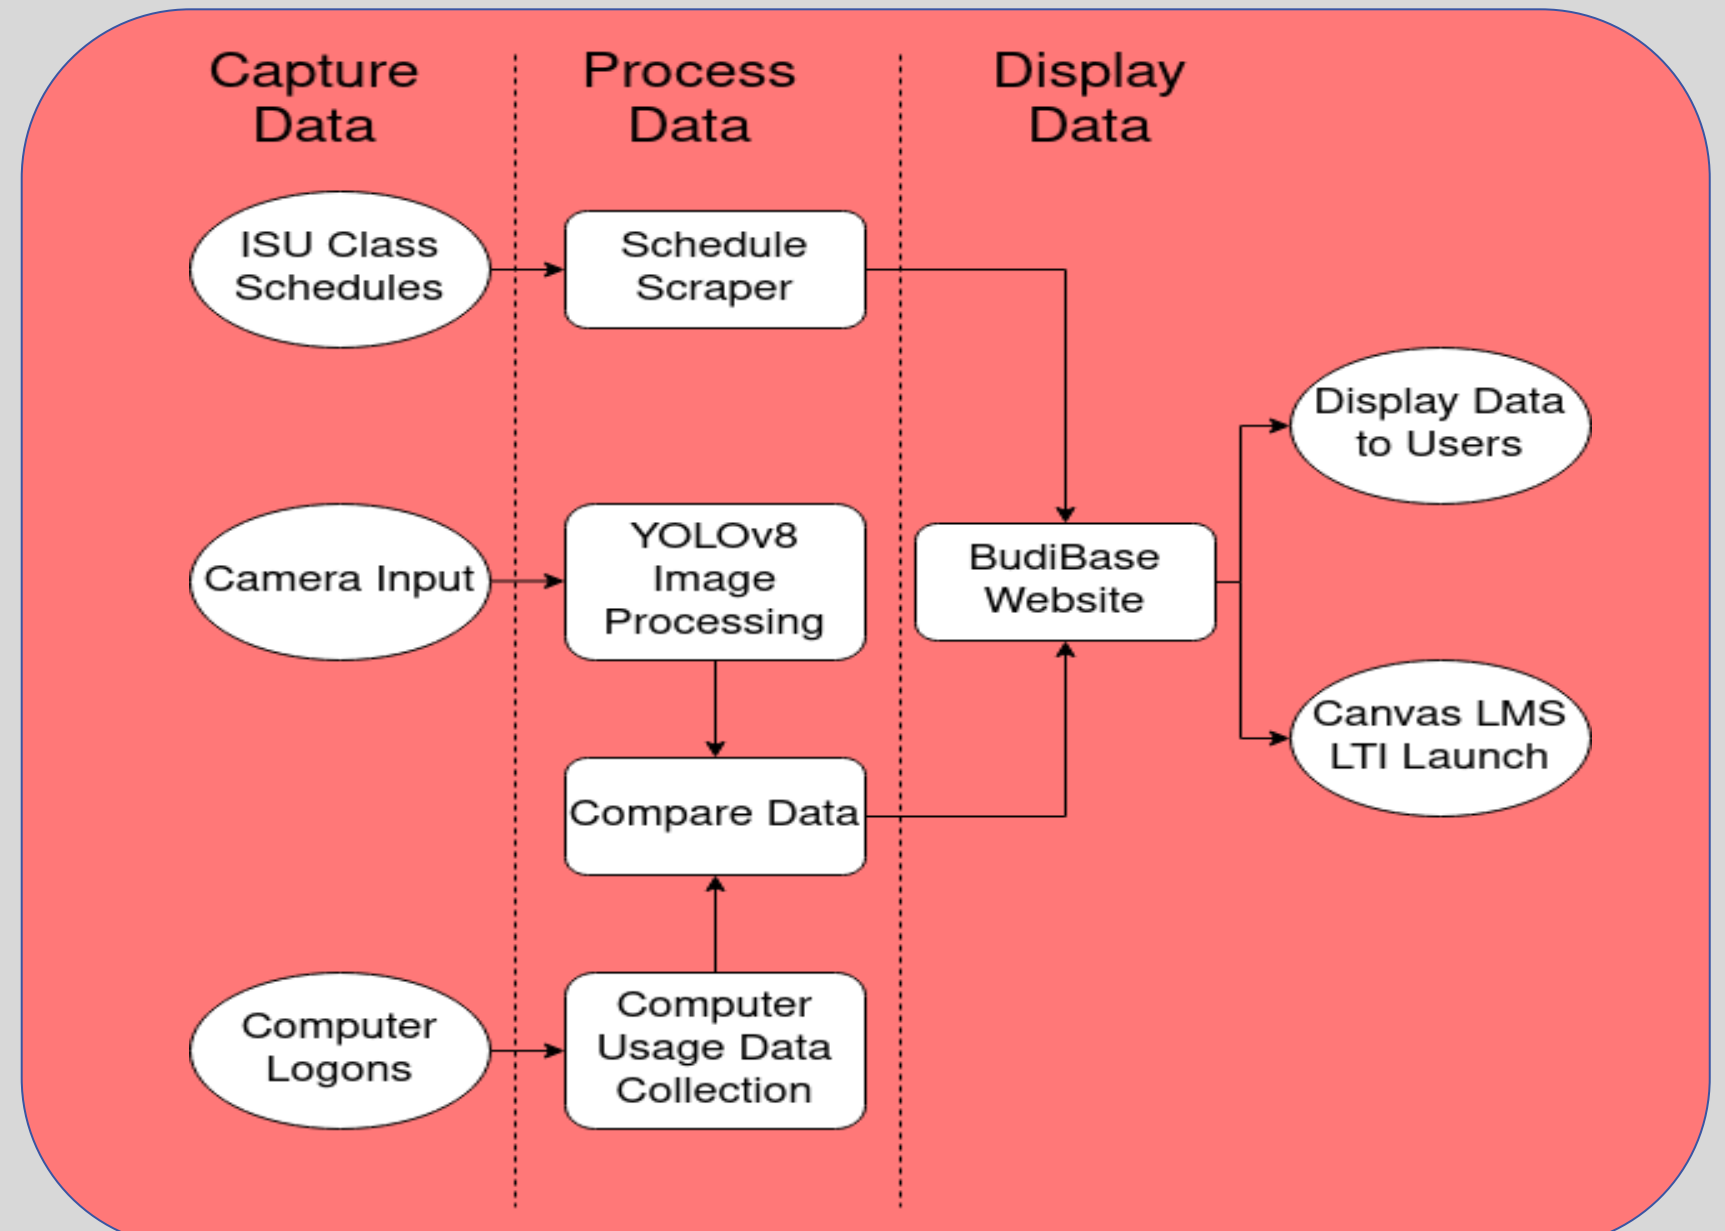 Capture
Data
Process
Data
Display
Data
ISU Class
Schedules
Schedule
Scraper
Display Data
to Users
Camera Input
YOLOv8
Image
Processing
BudiBase
Website
Canvas LMS
LTI Launch
Compare Data
Computer
Logons
Computer
Usage Data
Collection